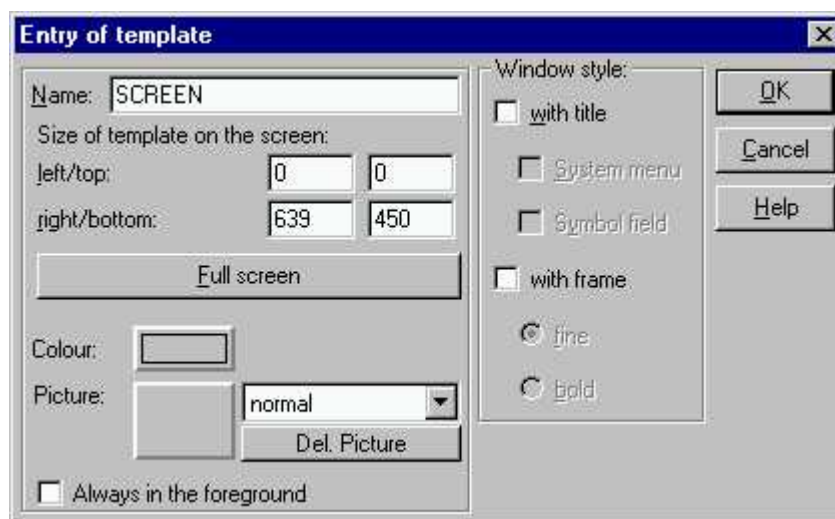 Entry of template
Name: SCREEN
Size of template on the screen:
left/top: 0 0
right/bottom: 639 450
Full screen
Colour:
Picture: normal
Del. Picture
Always in the foreground
Window style:
with title
System menu
Symbol field
with frame
fine
bold
OK
Cancel
Help